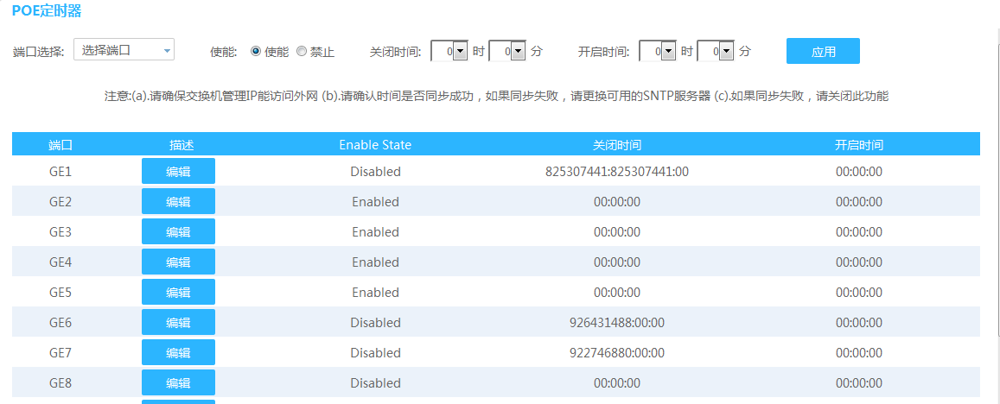 POE定时器
端口选择: 选择端口 使能: 使能 禁止 关闭时间: 0 时 0 分 开启时间: 0 时 0 分 应用
注意:(a).请确保交换机管理IP能访问外网 (b).请确认时间是否同步成功，如果同步失败，请更换可用的SNTP服务器 (c).如果同步失败，请关闭此功能
端口 描述 Enable State 关闭时间 开启时间
GE1 编辑 Disabled 825307441:825307441:00 00:00:00
GE2 编辑 Enabled 00:00:00 00:00:00
GE3 编辑 Enabled 00:00:00 00:00:00
GE4 编辑 Enabled 00:00:00 00:00:00
GE5 编辑 Enabled 00:00:00 00:00:00
GE6 编辑 Disabled 926431488:00:00 00:00:00
GE7 编辑 Disabled 922746880:00:00 00:00:00
GE8 编辑 Disabled 00:00:00 00:00:00